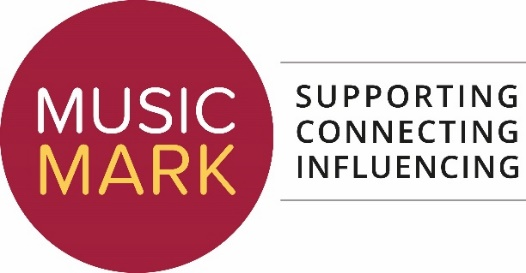 MUSIC
MARK
SUPPORTING
CONNECTING
INFLUENCING